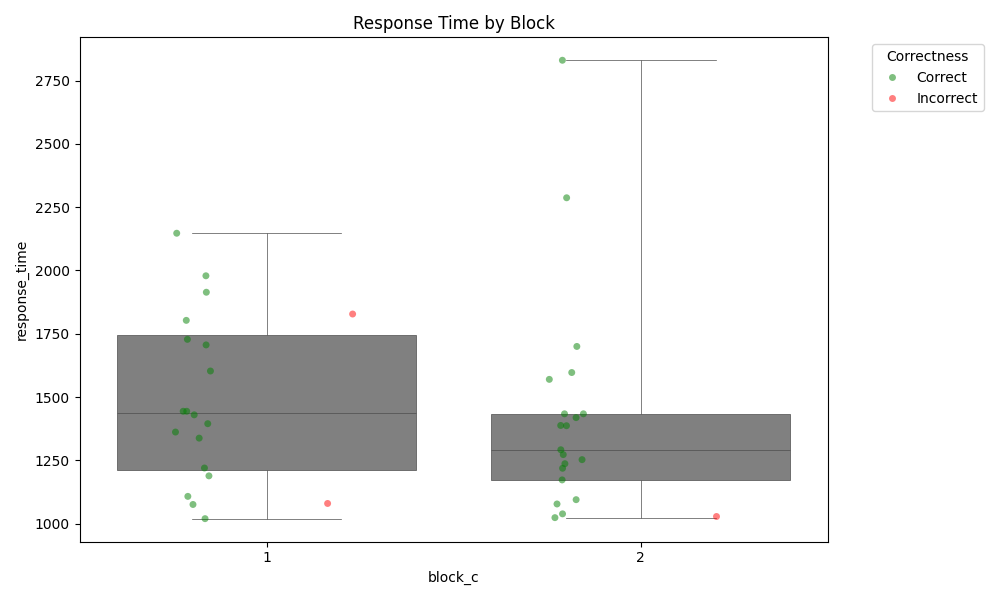 Response Time by Block
Correctness
Correct
Incorrect
response_time
2750
2500
2250
2000
1750
1500
1250
1000
1
2
block_c